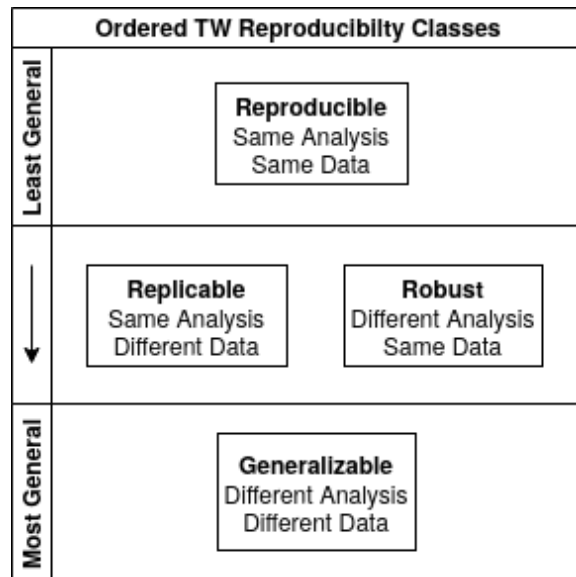 Ordered TW Reproducibilty Classes
Least General
Reproducible
Same Analysis
Same Data
Replicable
Same Analysis
Different Data
Robust
Different Analysis
Same Data
Most General
Generalizable
Different Analysis
Different Data